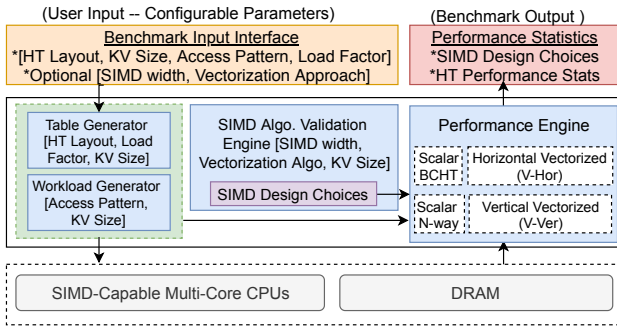 (User Input -- Configurable Parameters)
(Benchmark Output )
Benchmark Input Interface
*[HT Layout, KV Size, Access Pattern, Load Factor]
*Optional [SIMD width, Vectorization Approach]
Performance Statistics
*SIMD Design Choices
*HT Performance Stats
Table Generator
[HT Layout, Load
Factor, KV Size]
Workload Generator
[Access Pattern,
KV Size]
SIMD Algo. Validation
Engine [SIMD width,
Vectorization Algo, KV Size]
SIMD Design Choices
Performance Engine
Scalar
BCHT
Horizontal Vectorized
(V-Hor)
Scalar
N-way
Vertical Vectorized
(V-Ver)
SIMD-Capable Multi-Core CPUs
DRAM